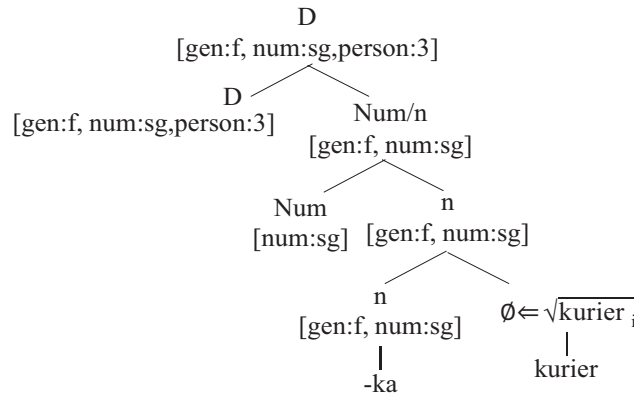 D
[gen:f, num:sg,person:3]
D
[gen:f, num:sg,person:3]
Num/n
[gen:f, num:sg]
Num
[num:sg]
n
[gen:f, num:sg]
n
[gen:f, num:sg]
∅⇐√kurier i
-ka
kurier